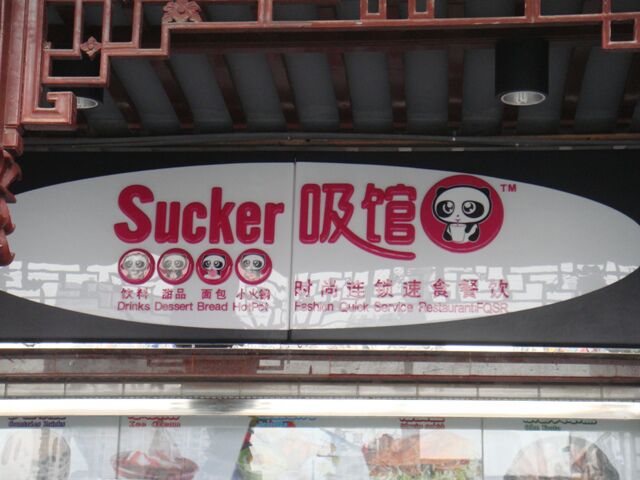 Sucker 吸馆 TM
饮料 甜品 面包 小火锅
Drinks Dessert Bread HotPot
时尚连锁速食餐饮
Fashion Quick Service Restaurant FQSR